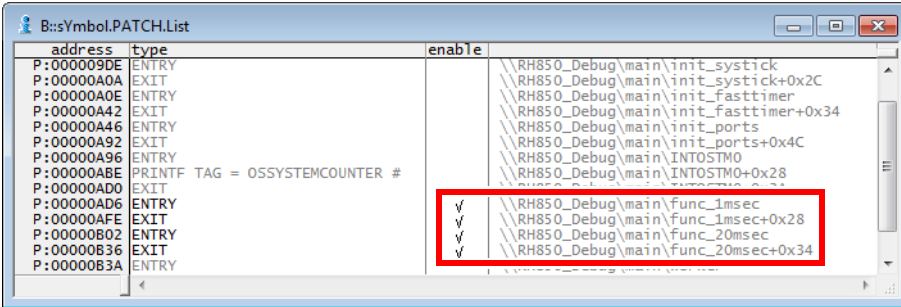 B::sYmbol.PATCH.List
address type enable
P:000009DE ENTRY \\RH850_Debug\main\init_systick
P:00000A0A EXIT \\RH850_Debug\main\init_systick+0x2C
P:00000A0E ENTRY \\RH850_Debug\main\init_fasttimer
P:00000A42 EXIT \\RH850_Debug\main\init_fasttimer+0x34
P:00000A46 ENTRY \\RH850_Debug\main\init_ports
P:00000A92 EXIT \\RH850_Debug\main\init_ports+0x4C
P:00000A96 ENTRY \\RH850_Debug\main\INTOSTM0
P:00000ABE PRINTF TAG = OSSYSTEMCOUNTER # \\RH850_Debug\main\INTOSTM0+0x28
P:00000AD0 EXIT
P:00000AD6 ENTRY √ \\RH850_Debug\main\func_1msec
P:00000AFE EXIT √ \\RH850_Debug\main\func_1msec+0x28
P:00000B02 ENTRY √ \\RH850_Debug\main\func_20msec
P:00000B36 EXIT √ \\RH850_Debug\main\func_20msec+0x34
P:00000B3A ENTRY